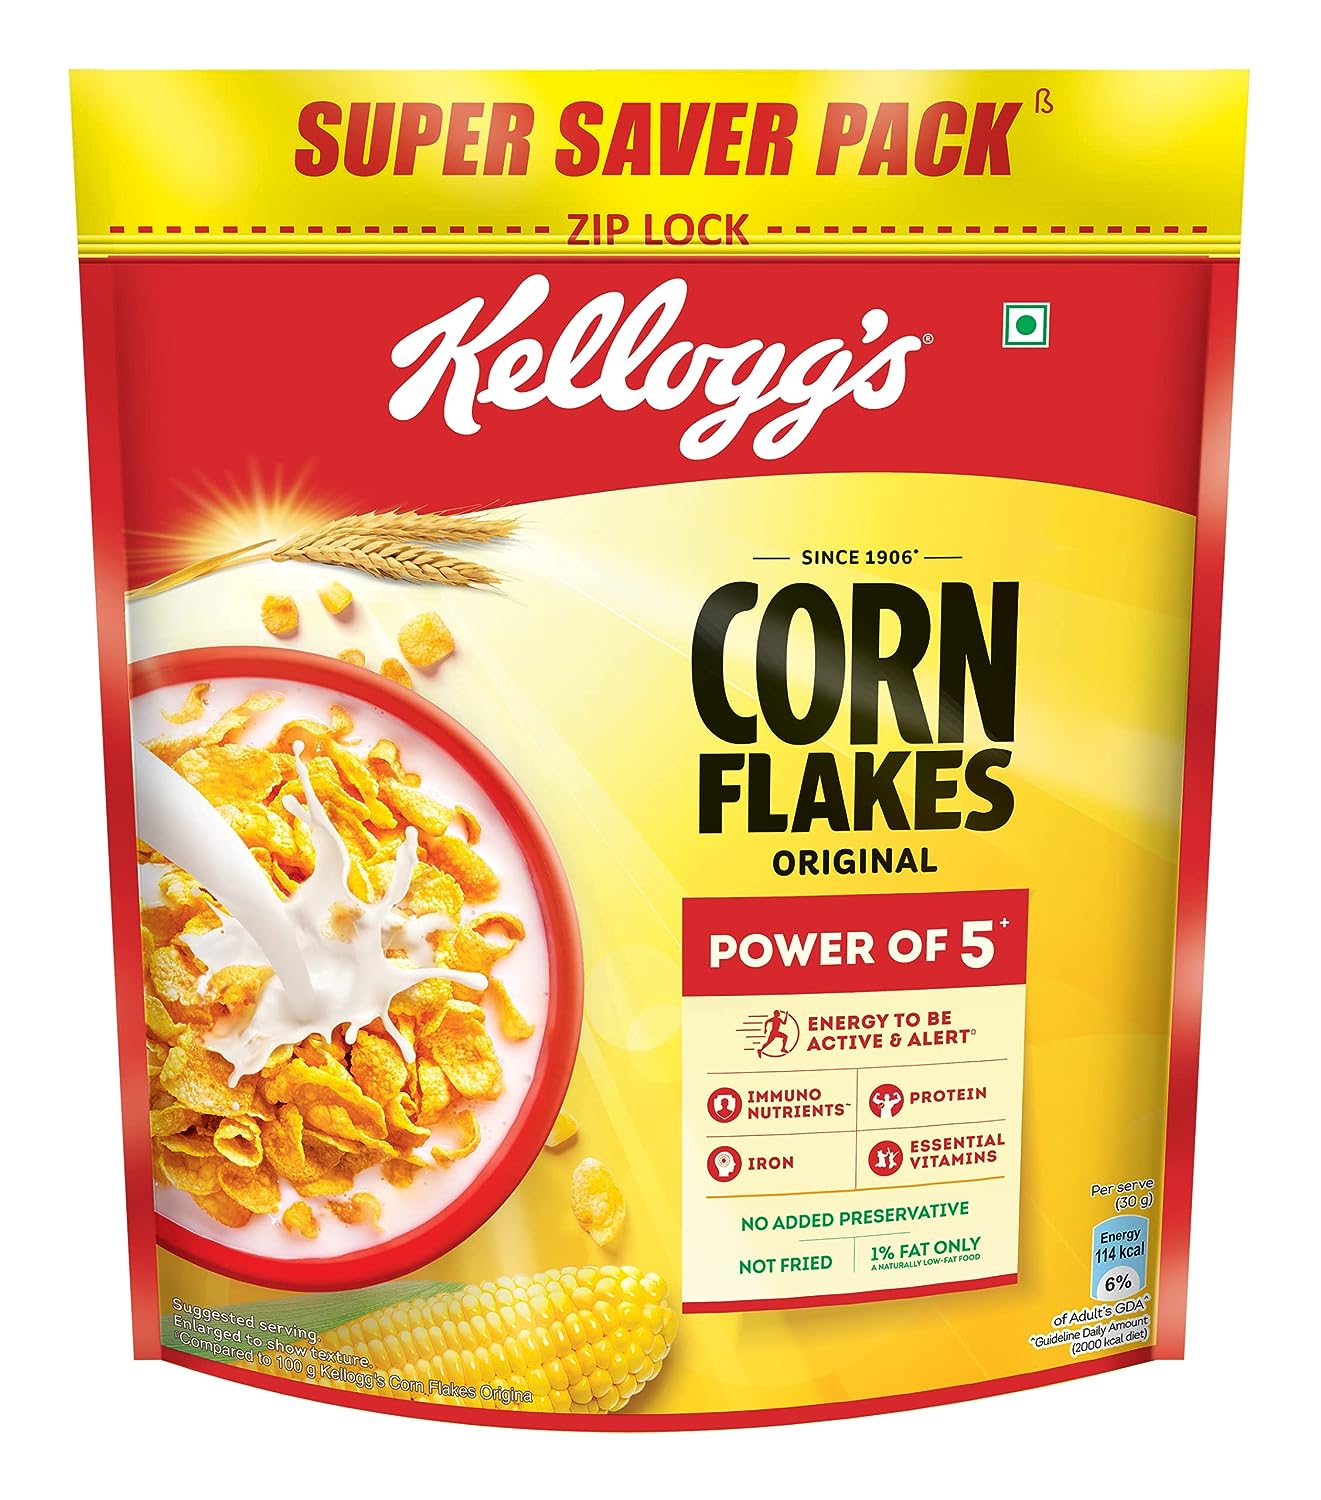 SUPER SAVER PACK ß
ZIP LOCK
Kellogg's®
SINCE 1906*
CORN
FLAKES
ORIGINAL
POWER OF 5+
ENERGY TO BE
ACTIVE & ALERTΩ
IMMUNO
NUTRIENTS~
PROTEIN
IRON
ESSENTIAL
VITAMINS
NO ADDED PRESERVATIVE
NOT FRIED
1% FAT ONLY
A NATURALLY LOW-FAT FOOD
Per serve
(30 g)
Energy
114 kcal
6%
of Adult's GDA^
^Guideline Daily Amount
(2000 kcal diet)
Suggested serving.
Enlarged to show texture.
ßCompared to 100 g Kellogg's Corn Flakes Origina